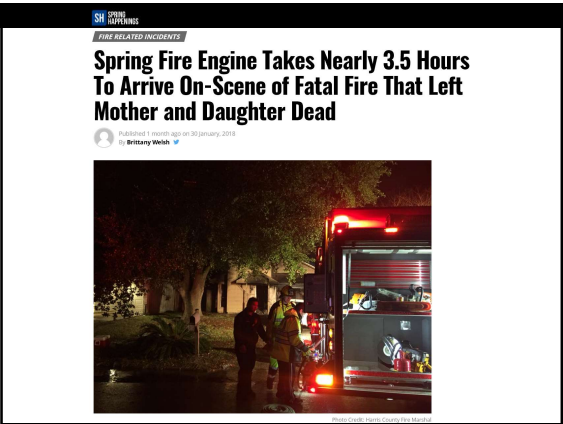 SH SPRING
HAPPENINGS
FIRE RELATED INCIDENTS
Spring Fire Engine Takes Nearly 3.5 Hours
To Arrive On-Scene of Fatal Fire That Left
Mother and Daughter Dead
Published 1 month ago on 30 January, 2018
By Brittany Welsh
Photo Credit: Harris County Fire Marshal